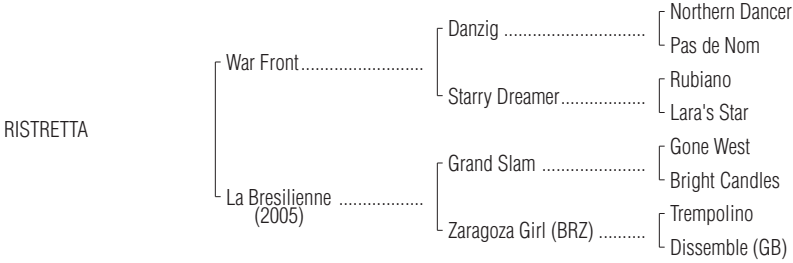 Northern Dancer
Danzig ..............................
Pas de Nom
War Front..........................
Rubiano
Starry Dreamer..................
Lara's Star
RISTRETTA
Gone West
Grand Slam ......................
Bright Candles
La Bresilienne ..................
(2005)
Trempolino
Zaragoza Girl (BRZ) ..........
Dissemble (GB)